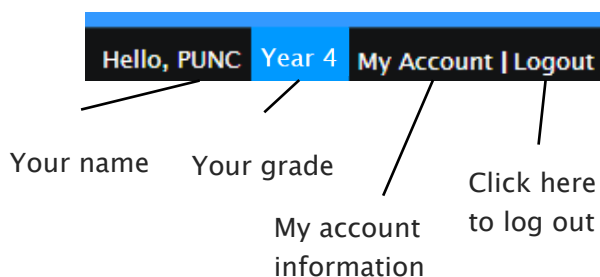 Hello, PUNC Year 4 My Account | Logout
Your name
Your grade
My account
information
Click here
to log out